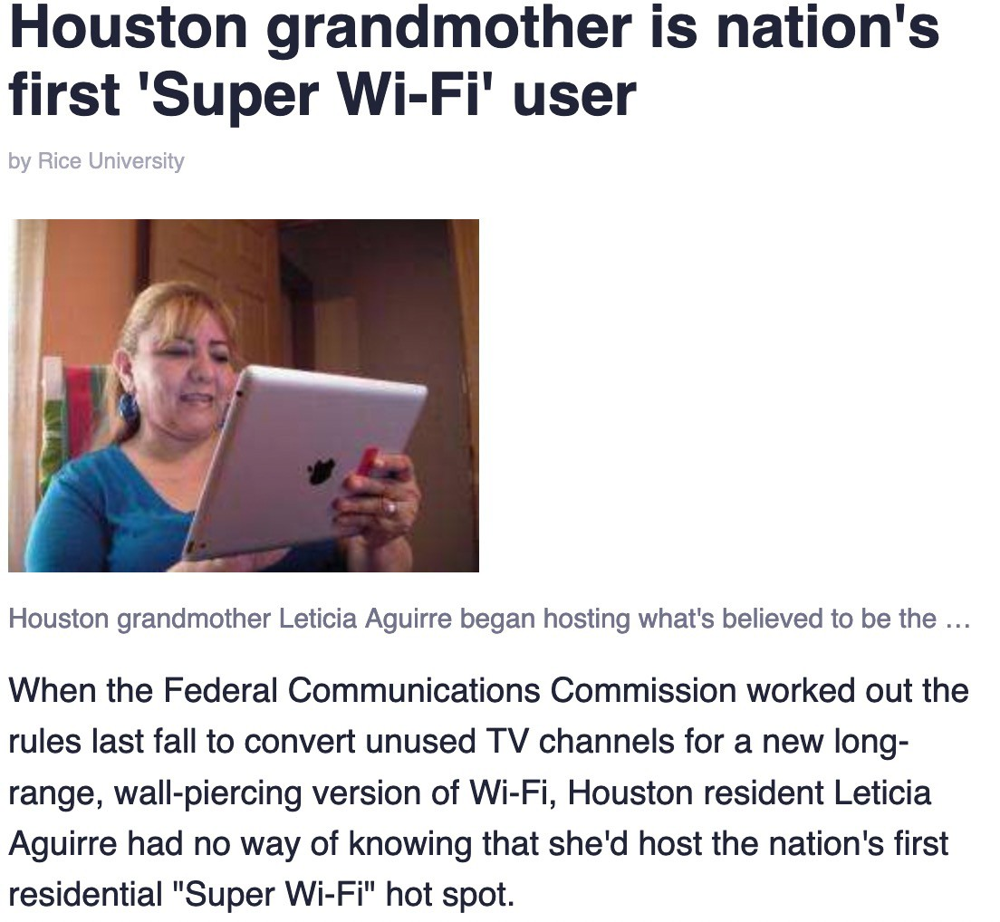 Houston grandmother is nation's
first 'Super Wi-Fi' user
by Rice University
Houston grandmother Leticia Aguirre began hosting what's believed to be the …
When the Federal Communications Commission worked out the
rules last fall to convert unused TV channels for a new long-
range, wall-piercing version of Wi-Fi, Houston resident Leticia
Aguirre had no way of knowing that she'd host the nation's first
residential "Super Wi-Fi" hot spot.